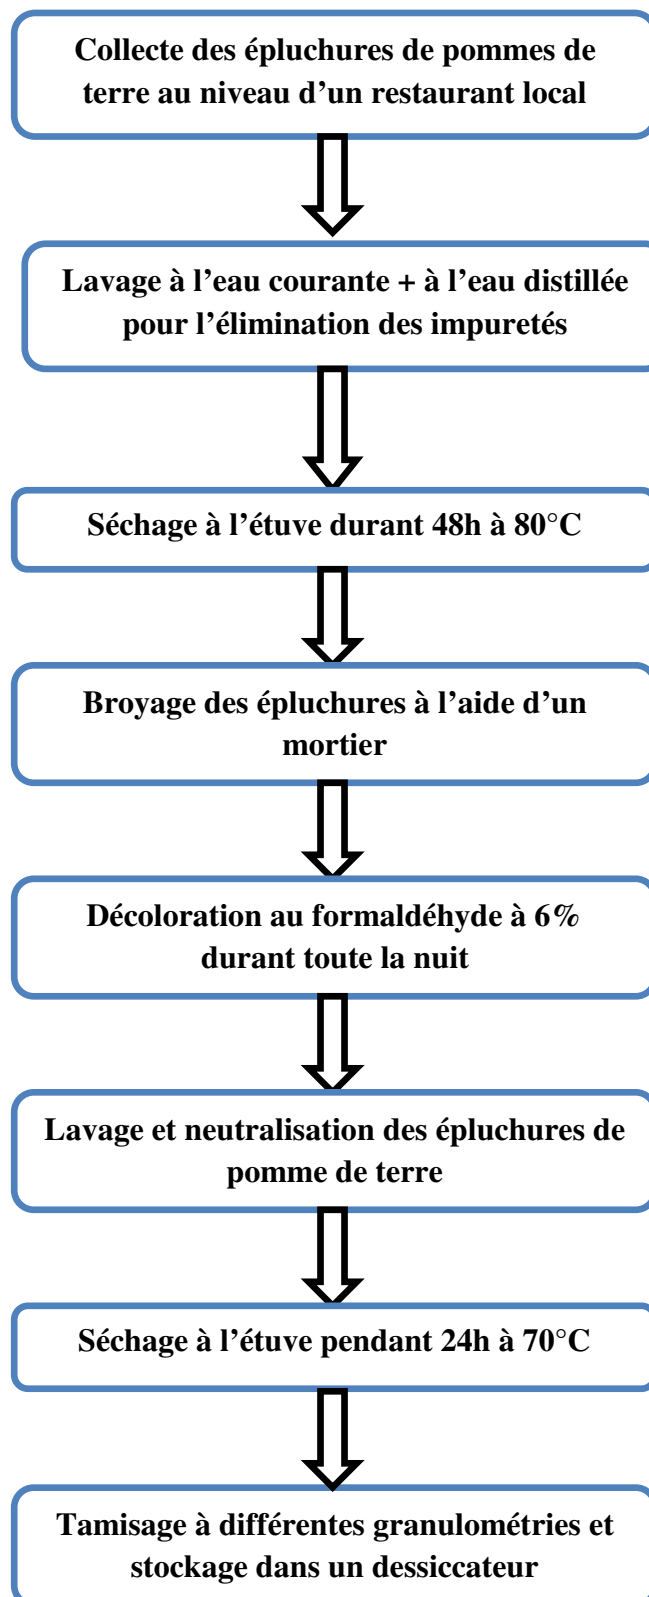 Collecte des épluchures de pommes de
terre au niveau d’un restaurant local
Lavage à l’eau courante + à l’eau distillée
pour l’élimination des impuretés
Séchage à l’étuve durant 48h à 80°C
Broyage des épluchures à l’aide d’un
mortier
Décoloration au formaldéhyde à 6%
durant toute la nuit
Lavage et neutralisation des épluchures de
pomme de terre
Séchage à l’étuve pendant 24h à 70°C
Tamisage à différentes granulométries et
stockage dans un dessiccateur